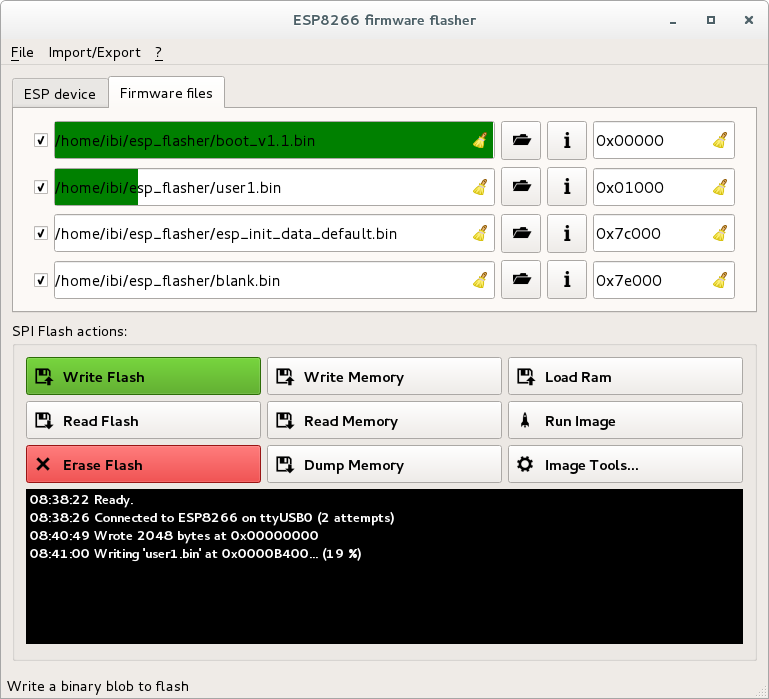 ESP8266 firmware flasher
File Import/Export ?
ESP device Firmware files
/home/ibi/esp_flasher/boot_v1.1.bin 0x00000
/home/ibi/esp_flasher/user1.bin 0x01000
/home/ibi/esp_flasher/esp_init_data_default.bin 0x7c000
/home/ibi/esp_flasher/blank.bin 0x7e000
SPI Flash actions:
Write Flash Write Memory Load Ram
Read Flash Read Memory Run Image
Erase Flash Dump Memory Image Tools...
08:38:22 Ready.
08:38:26 Connected to ESP8266 on ttyUSB0 (2 attempts)
08:40:49 Wrote 2048 bytes at 0x00000000
08:41:00 Writing 'user1.bin' at 0x0000B400... (19 %)
Write a binary blob to flash